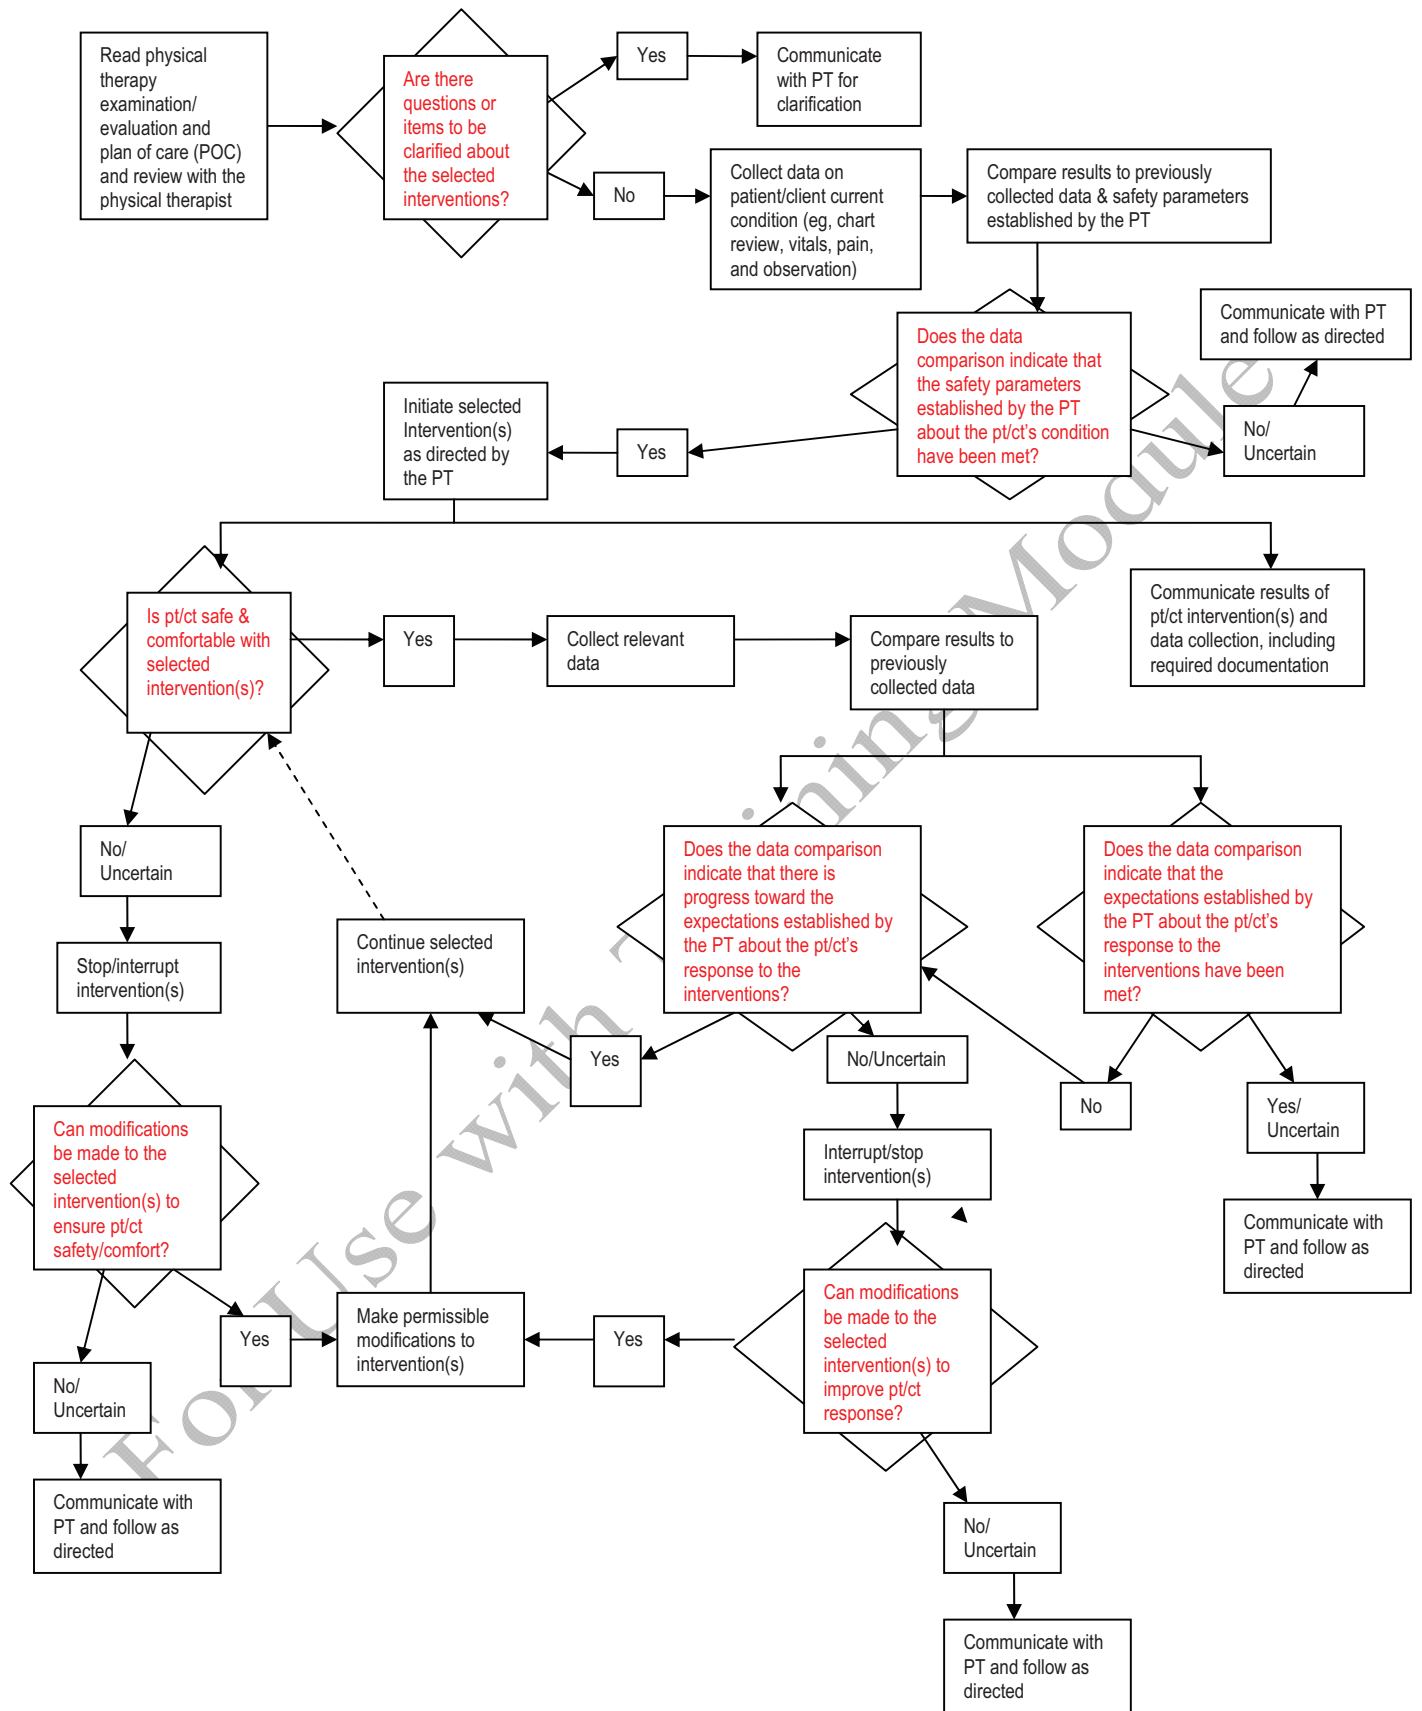 Read physical
therapy
examination/
evaluation and
plan of care (POC)
and review with the
physical therapist
Are there
questions or
items to be
clarified about
the selected
interventions?
Yes
Communicate
with PT for
clarification
No
Collect data on
patient/client current
condition (eg, chart
review, vitals, pain,
and observation)
Compare results to previously
collected data & safety parameters
established by the PT
Does the data
comparison indicate that
the safety parameters
established by the PT
about the pt/ct's condition
have been met?
Communicate with PT
and follow as directed
No/
Uncertain
Yes
Initiate selected
Intervention(s)
as directed by
the PT
Is pt/ct safe &
comfortable with
selected
intervention(s)?
Yes
Collect relevant
data
Compare results to
previously
collected data
Communicate results of
pt/ct intervention(s) and
data collection, including
required documentation
No/
Uncertain
Stop/interrupt
intervention(s)
Continue selected
intervention(s)
Does the data comparison
indicate that there is
progress toward the
expectations established by
the PT about the pt/ct's
response to the
interventions?
Does the data comparison
indicate that the
expectations established by
the PT about the pt/ct's
response to the
interventions have been
met?
Yes
No/Uncertain
No
Yes/
Uncertain
Can modifications
be made to the
selected
intervention(s) to
ensure pt/ct
safety/comfort?
Interrupt/stop
intervention(s)
Communicate with
PT and follow as
directed
Yes
Make permissible
modifications to
intervention(s)
Yes
Can modifications
be made to the
selected
intervention(s) to
improve pt/ct
response?
No/
Uncertain
Communicate with
PT and follow as
directed
No/
Uncertain
Communicate with
PT and follow as
directed
For Use with Training Module